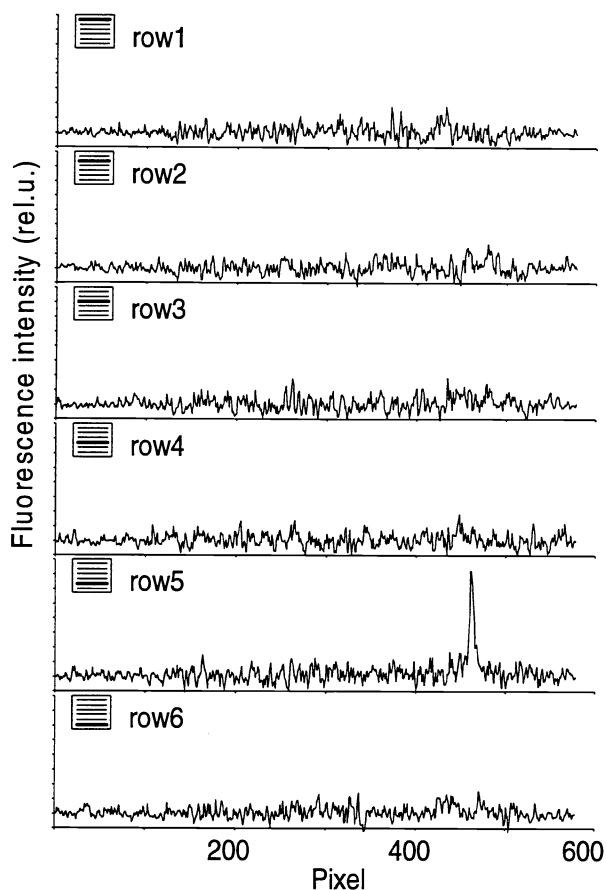 row1
row2
row3
row4
row5
row6
Fluorescence intensity (rel.u.)
200 400 600
Pixel